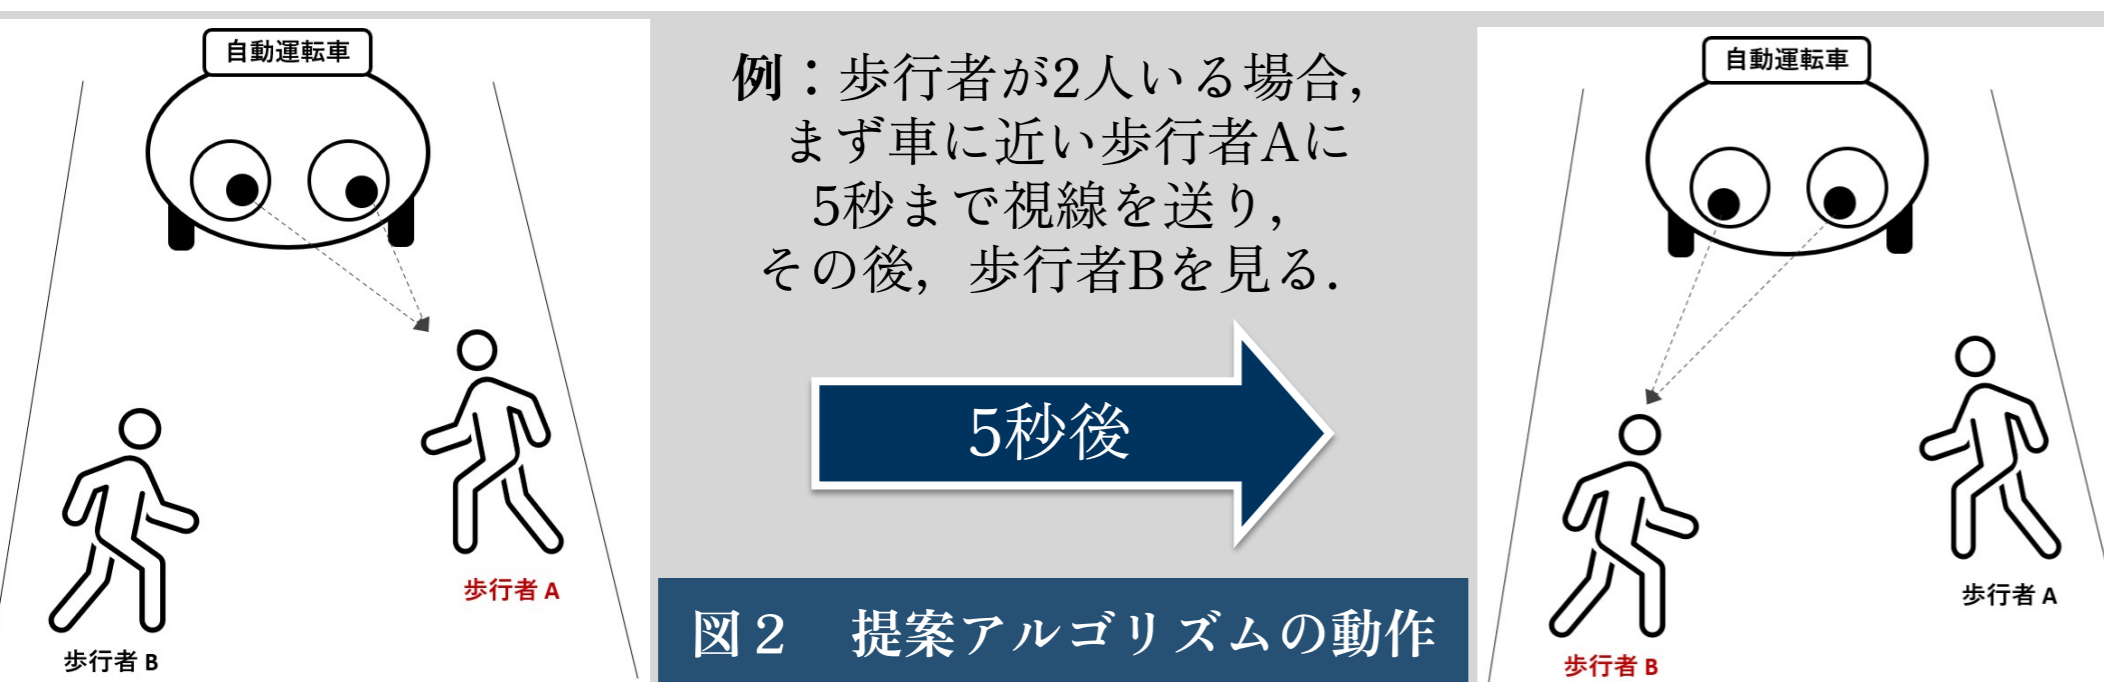 自動運転車
歩行者 A
歩行者 B
例：歩行者が2人いる場合，
まず車に近い歩行者Aに
5秒まで視線を送り，
その後，歩行者Bを見る．
5秒後
図２　提案アルゴリズムの動作
自動運転車
歩行者 A
歩行者 B